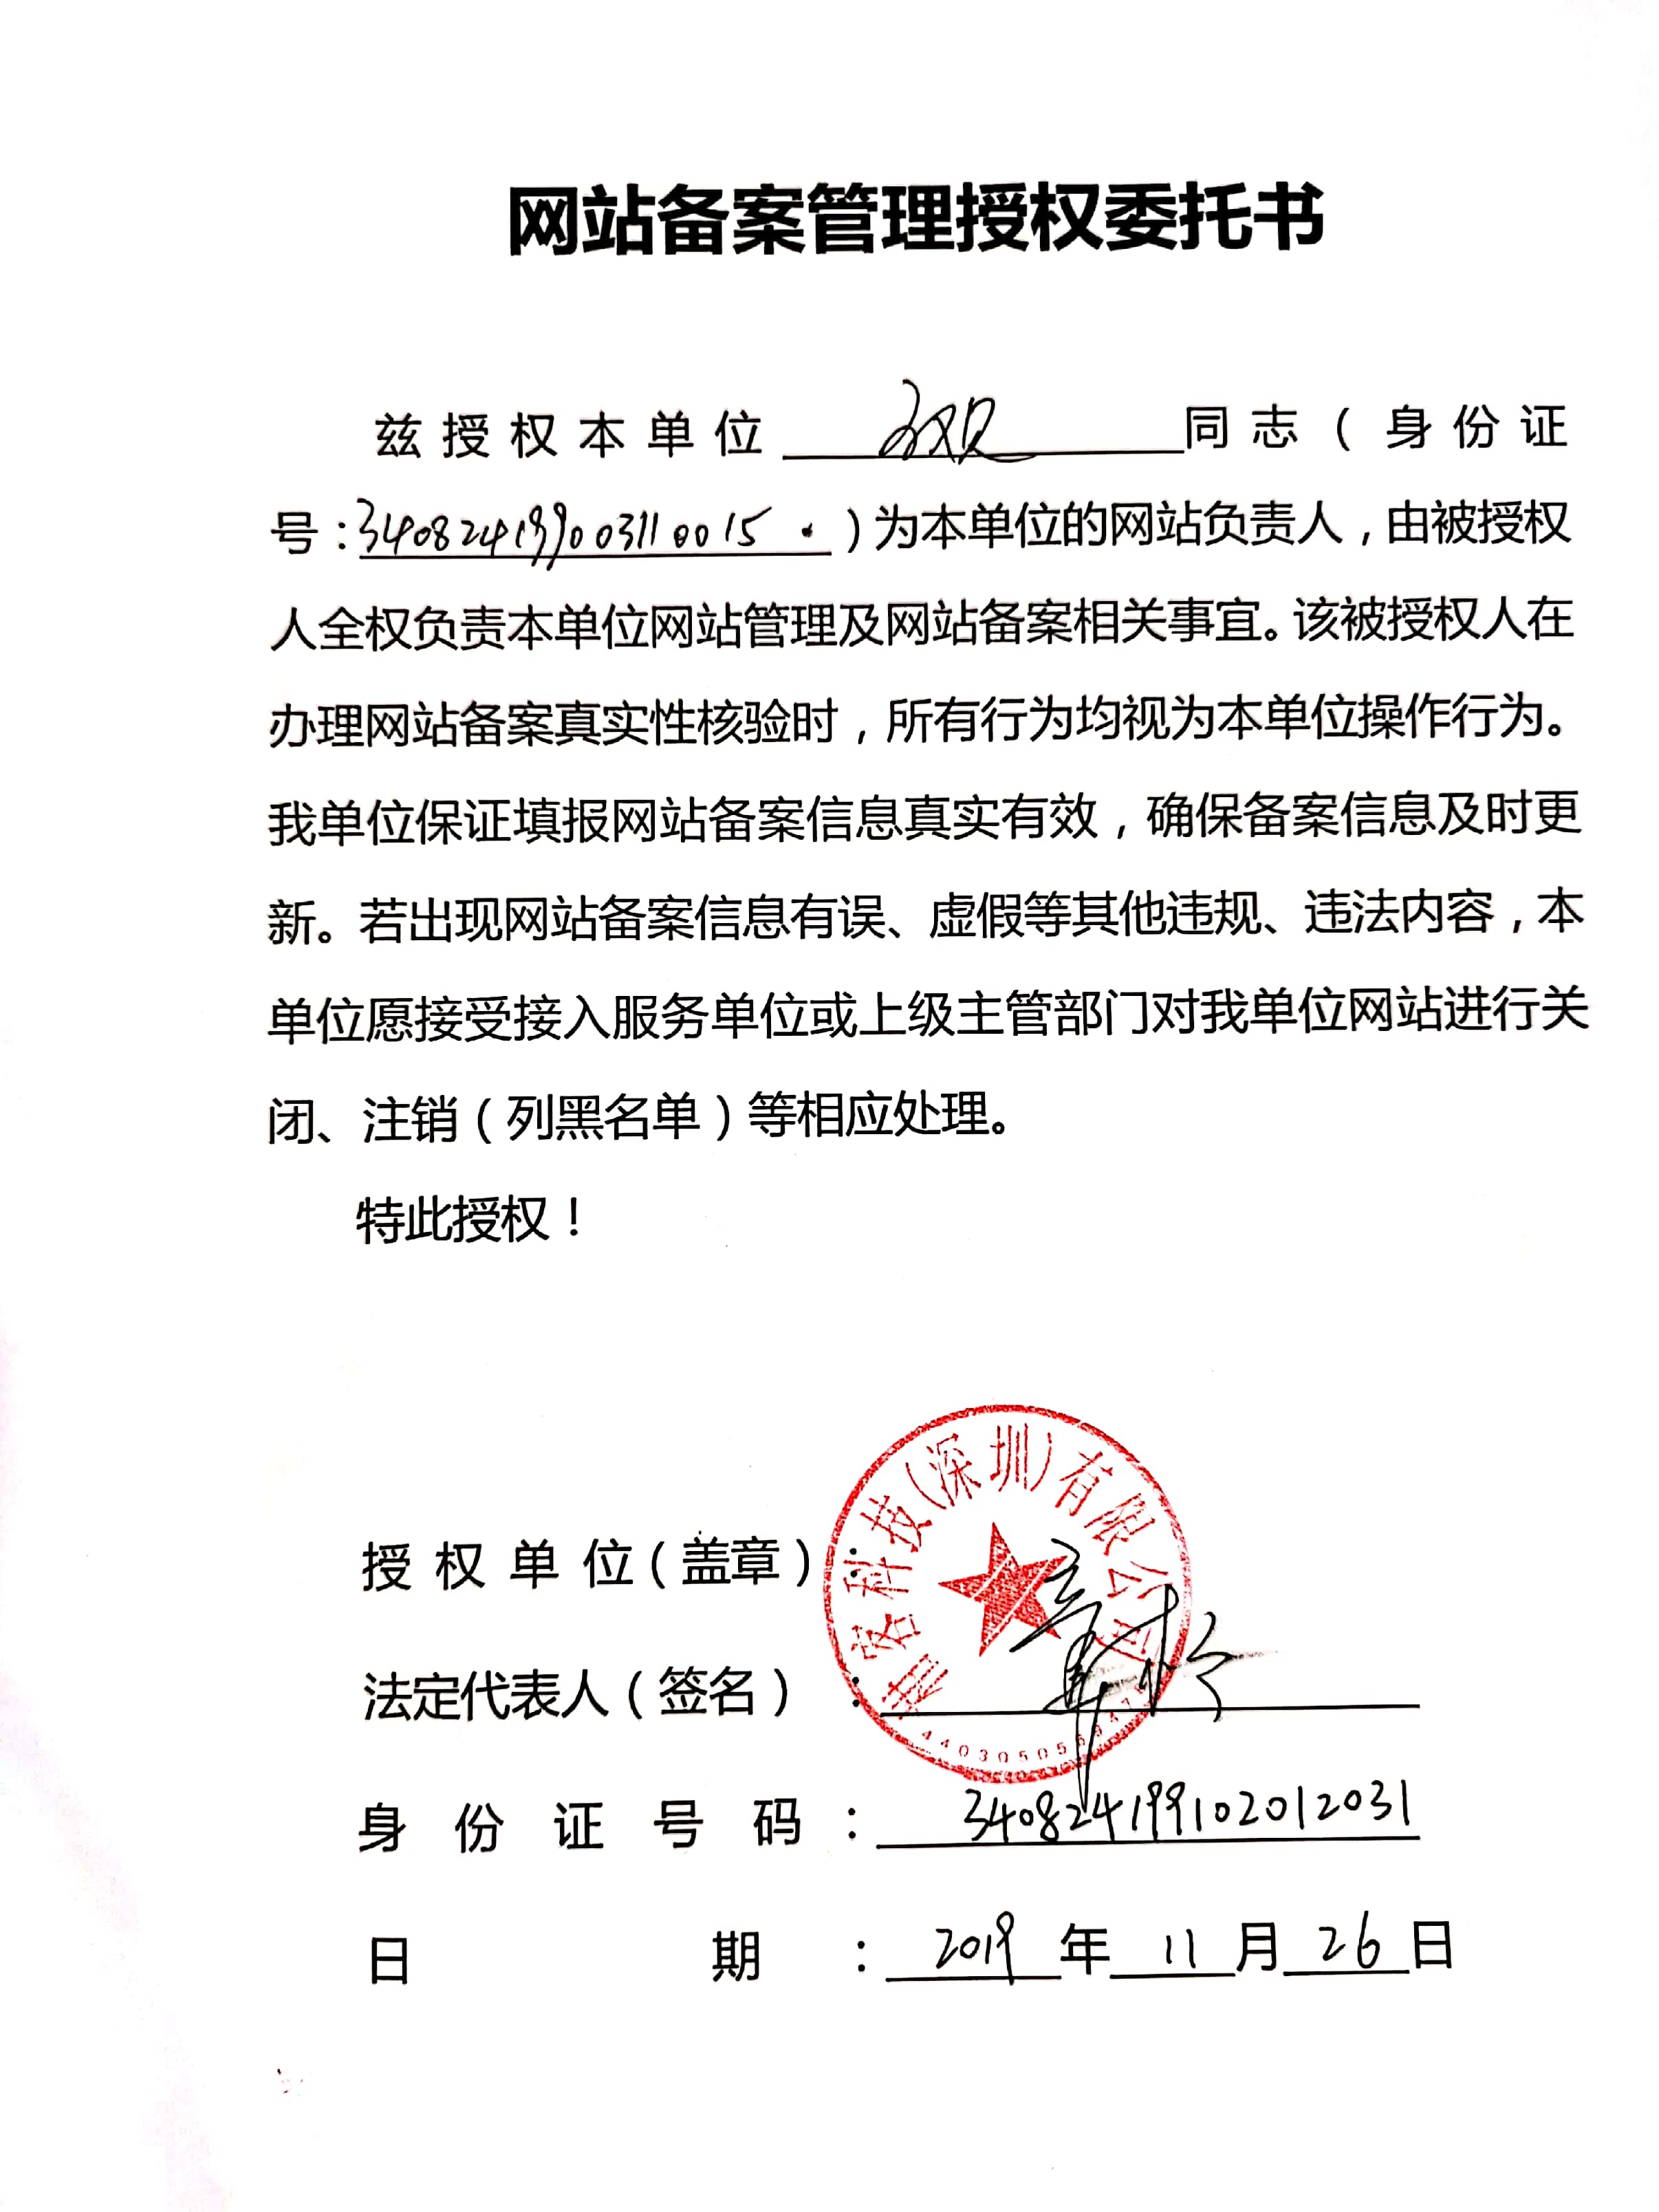 网站备案管理授权委托书
兹授权本单位 同志(身份证
号:340824199003110015)为本单位的网站负责人,由被授权
人全权负责本单位网站管理及网站备案相关事宜。该被授权人在
办理网站备案真实性核验时,所有行为均视为本单位操作行为。
我单位保证填报网站备案信息真实有效,确保备案信息及时更
新。若出现网站备案信息有误、虚假等其他违规、违法内容,本
单位愿接受接入服务单位或上级主管部门对我单位网站进行关
闭、注销(列黑名单)等相应处理。
特此授权!
客科技(深圳)有限公司
授权单位(盖章):
法定代表人(签名):
44030505
身份证号码:340824199102012031
日期:2019年11月26日